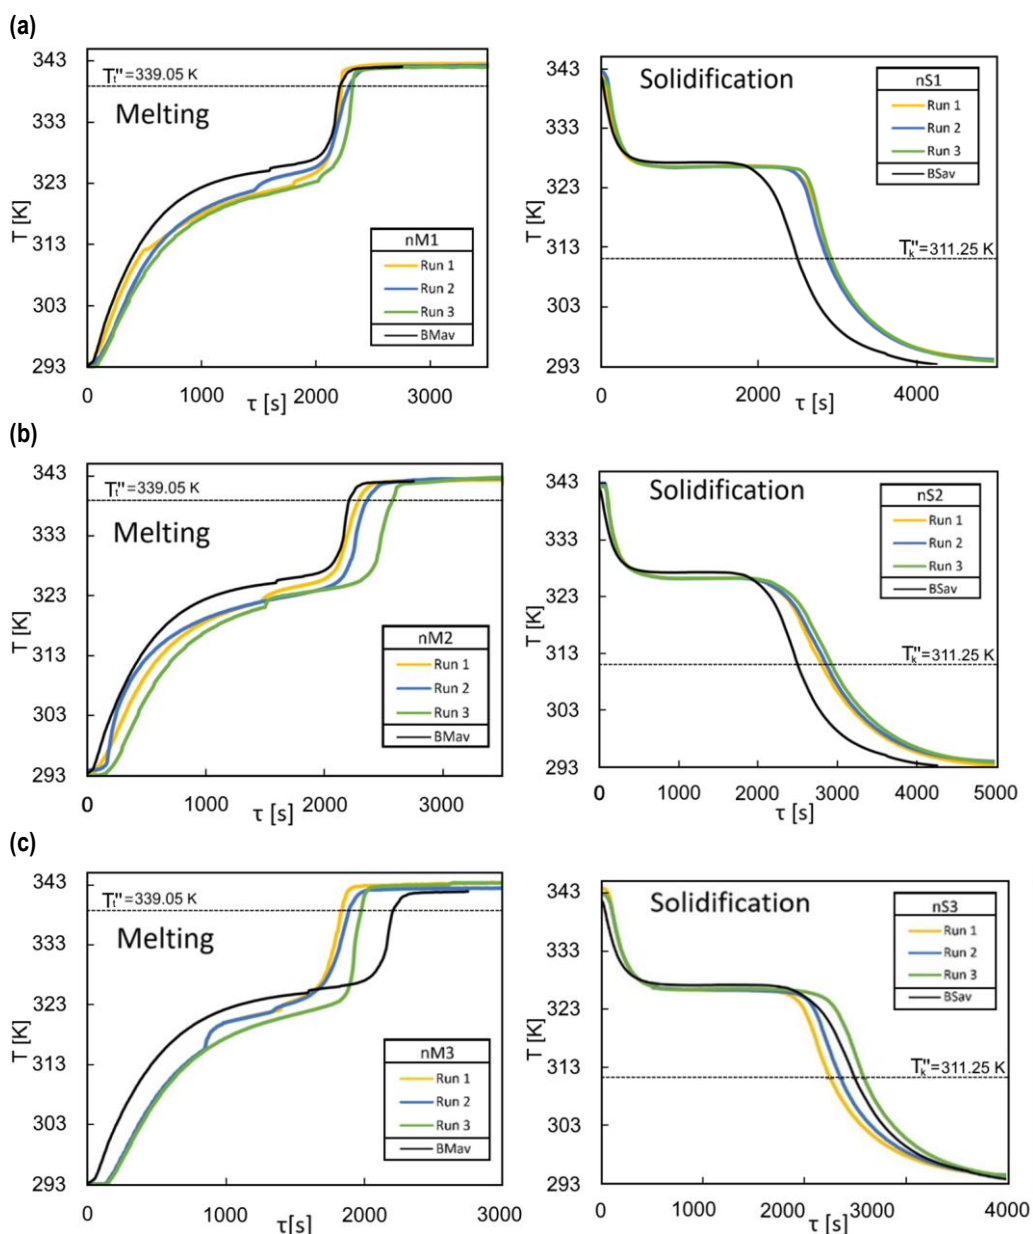 (a)
343
333
323
313
303
293
T [K]
Tt"=339.05 K
Melting
nM1
Run 1
Run 2
Run 3
BMav
0
1000
2000
3000
τ [s]
343
333
323
313
303
293
T [K]
Solidification
nS1
Run 1
Run 2
Run 3
BSav
Tk"=311.25 K
0
2000
4000
τ [s]
(b)
343
333
323
313
303
293
T [K]
Tt"=339.05 K
Melting
nM2
Run 1
Run 2
Run 3
BMav
0
1000
2000
3000
τ [s]
343
333
323
313
303
293
T [K]
Solidification
nS2
Run 1
Run 2
Run 3
BSav
Tk"=311.25 K
0
1000
2000
3000
4000
5000
τ [s]
(c)
343
333
323
313
303
293
T [K]
Tt"=339.05 K
Melting
nM3
Run 1
Run 2
Run 3
BMav
0
1000
2000
3000
τ[s]
343
333
323
313
303
293
T [K]
Solidification
nS3
Run 1
Run 2
Run 3
BSav
Tk"=311.25 K
0
1000
2000
3000
4000
τ [s]